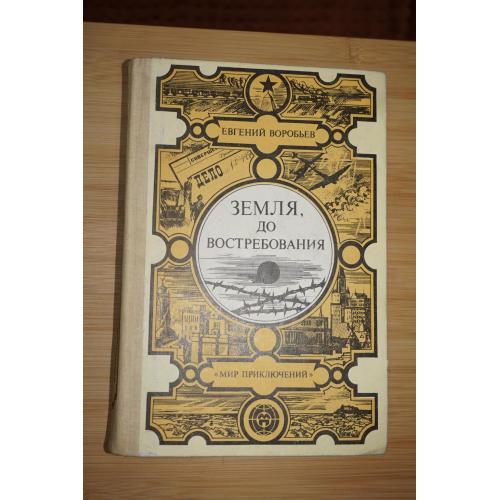 ЕВГЕНИЙ ВОРОБЬЕВ
ДЕЛО
ЗЕМЛЯ,
ДО
ВОСТРЕБОВАНИЯ
«МИР ПРИКЛЮЧЕНИЙ»